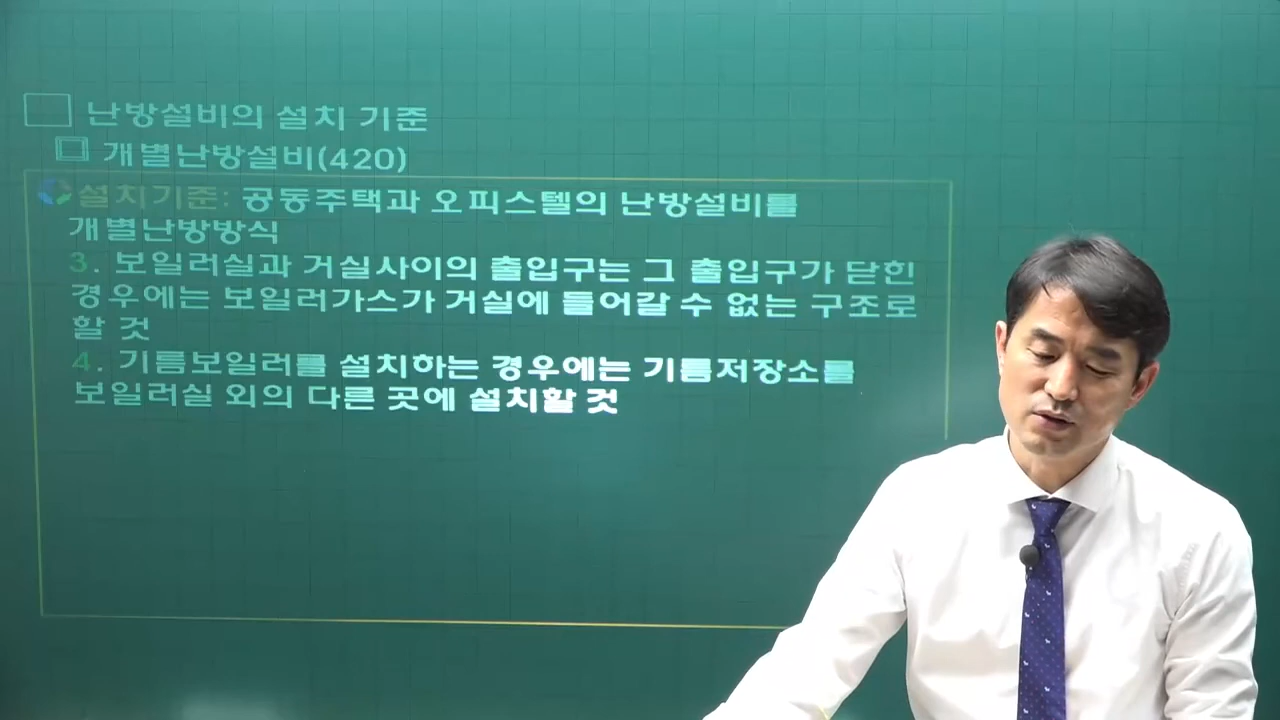 난방설비의 설치 기준
개별난방설비(420)
설치기준: 공동주택과 오피스텔의 난방설비를
개별난방방식
3. 보일러실과 거실사이의 출입구는 그 출입구가 닫힌
경우에는 보일러가스가 거실에 들어갈 수 없는 구조로
할 것
4. 기름보일러를 설치하는 경우에는 기름저장소를
보일러실 외의 다른 곳에 설치할 것